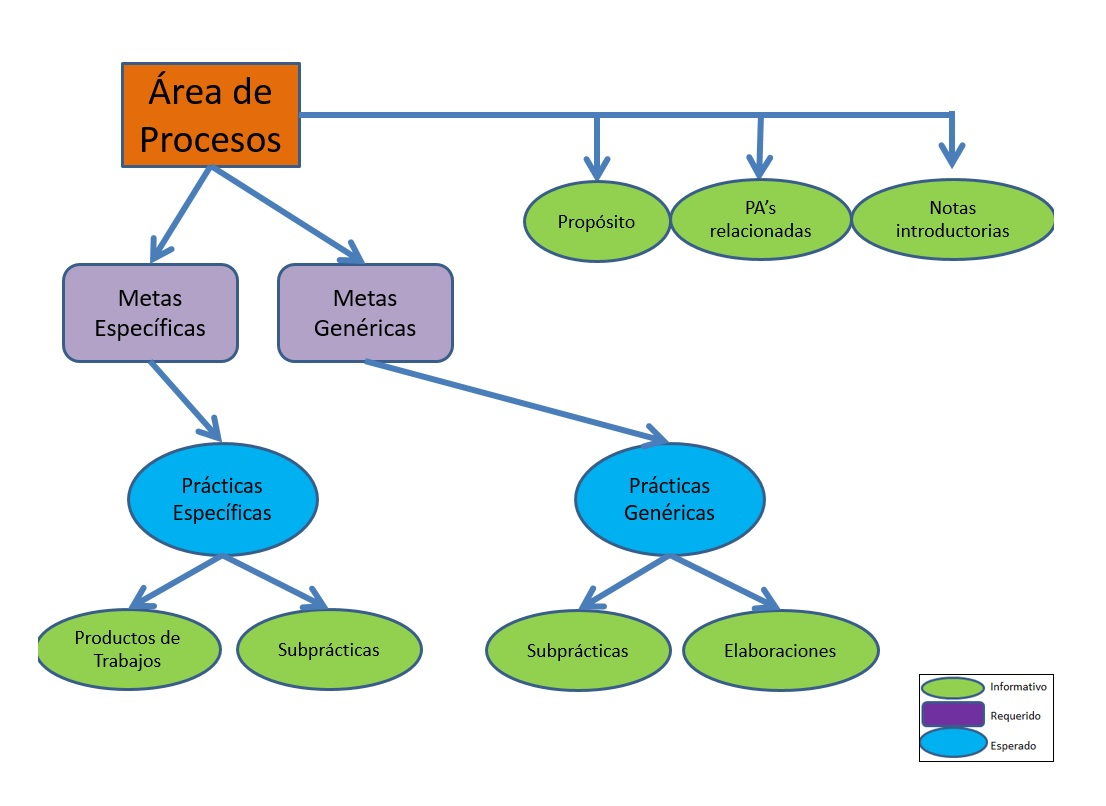 Área de
Procesos
Propósito
PA’s
relacionadas
Notas
introductorias
Metas
Específicas
Metas
Genéricas
Prácticas
Específicas
Prácticas
Genéricas
Productos de
Trabajos
Subprácticas
Subprácticas
Elaboraciones
Informativo
Requerido
Esperado